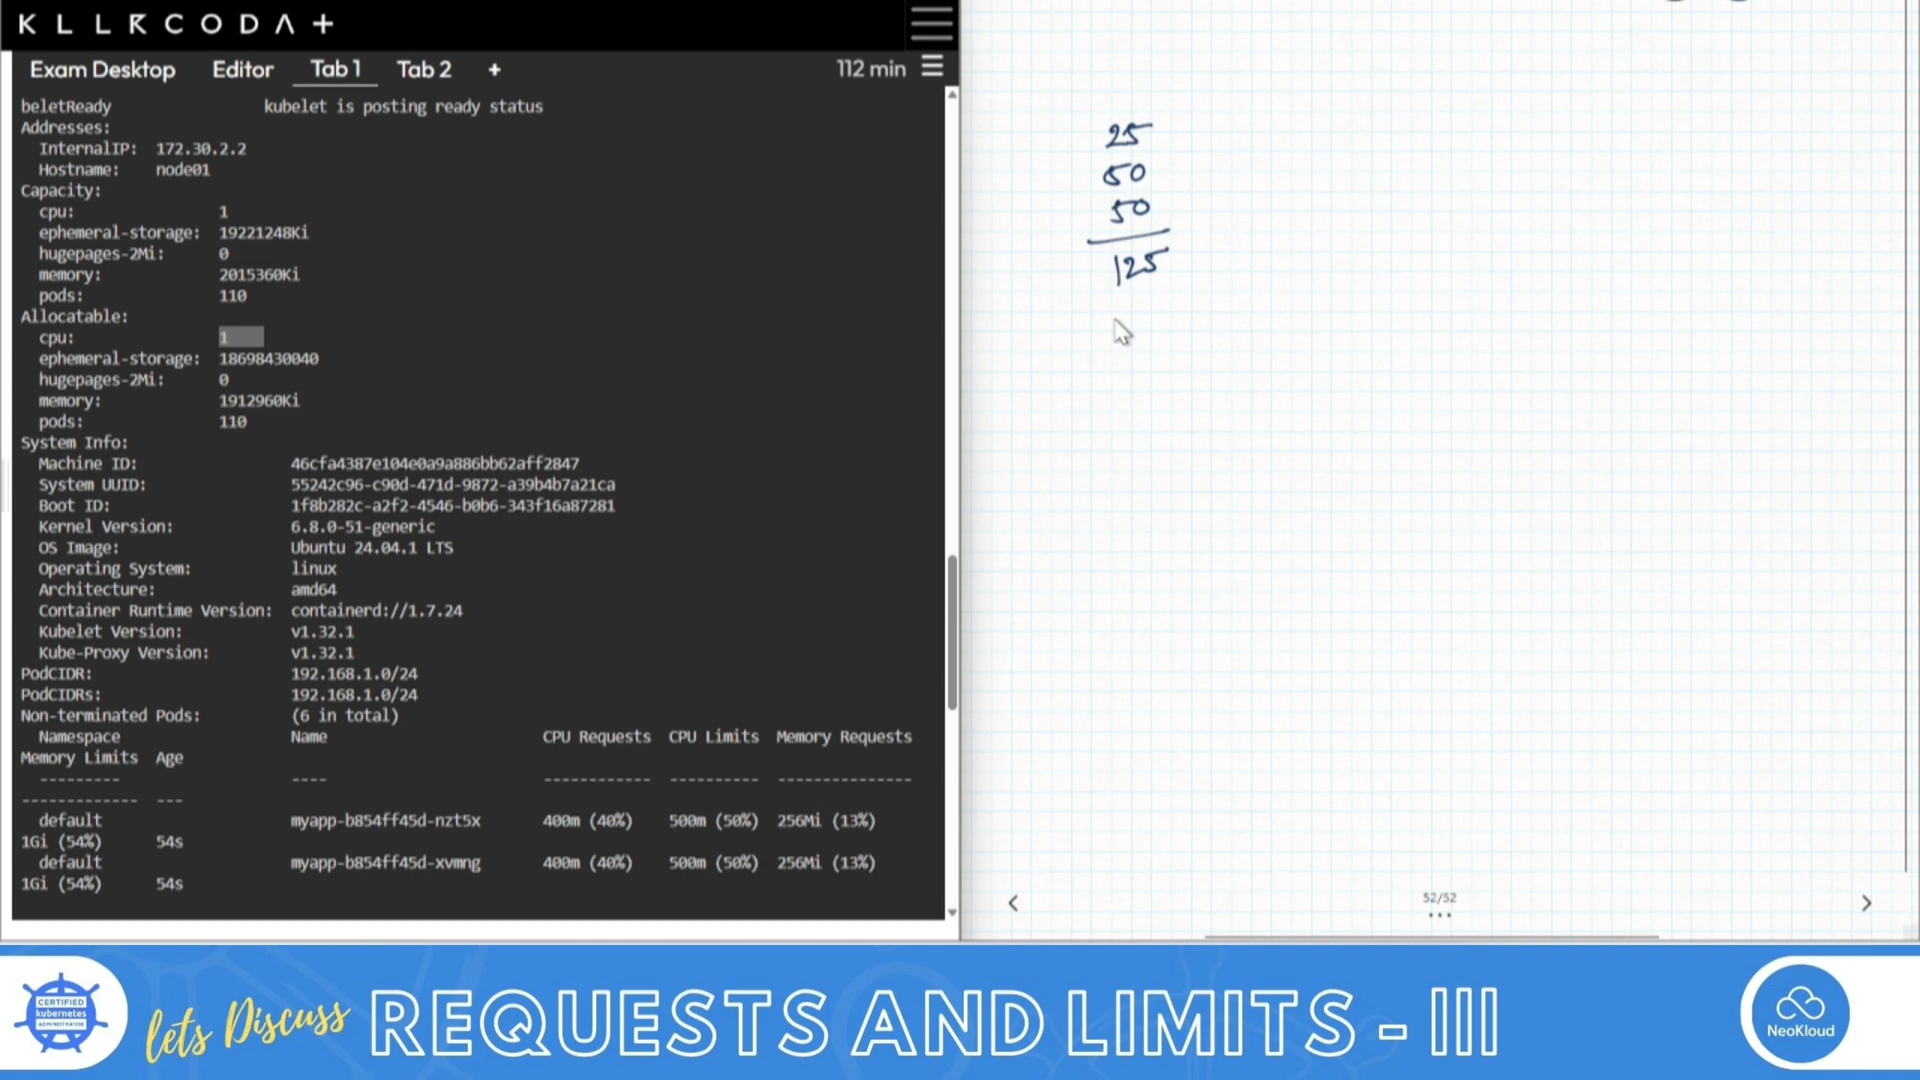 KLLRCODA+
Exam Desktop Editor Tab 1 Tab 2 + 112 min
beletReady kubelet is posting ready status
Addresses:
InternalIP: 172.30.2.2
Hostname: node01
Capacity:
cpu: 1
ephemeral-storage: 19221248Ki
hugepages-2Mi: 0
memory: 2015360Ki
pods: 110
Allocatable:
cpu: 1
ephemeral-storage: 18698430040
hugepages-2Mi: 0
memory: 1912960Ki
pods: 110
System Info:
Machine ID: 46cfa4387e104e0a9a886bb62aff2847
System UUID: 55242c96-c90d-471d-9872-a39b4b7a21ca
Boot ID: 1f8b282c-a2f2-4546-b0b6-343f16a87281
Kernel Version: 6.8.0-51-generic
OS Image: Ubuntu 24.04.1 LTS
Operating System: linux
Architecture: amd64
Container Runtime Version: containerd://1.7.24
Kubelet Version: v1.32.1
Kube-Proxy Version: v1.32.1
PodCIDR: 192.168.1.0/24
PodCIDRs: 192.168.1.0/24
Non-terminated Pods: (6 in total)
Namespace Name CPU Requests CPU Limits Memory Requests
Memory Limits Age
--------- ---- ------------ ---------- ---------------
------------- ---
default myapp-b854ff45d-nzt5x 400m (40%) 500m (50%) 256Mi (13%)
1Gi (54%) 54s
default myapp-b854ff45d-xvmng 400m (40%) 500m (50%) 256Mi (13%)
1Gi (54%) 54s
25
50
50
125
52/52
CERTIFIED
kubernetes
ADMINISTRATOR
lets Discuss
REQUESTS AND LIMITS - III
NeoKloud